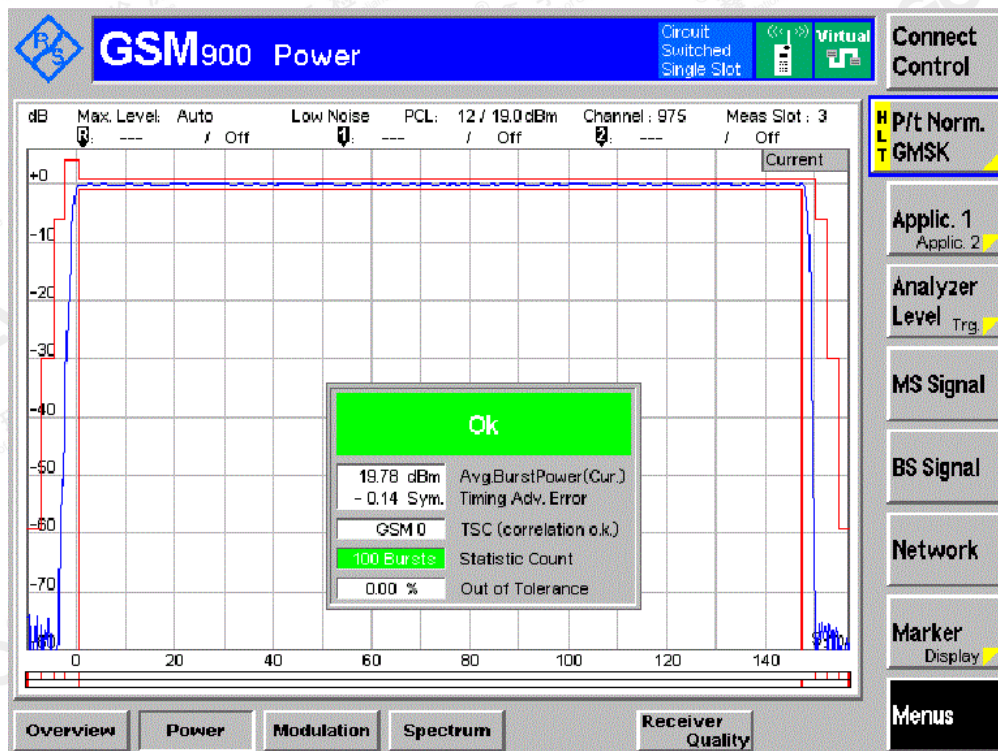 R S
GSM900 Power
Circuit Switched Single Slot
Virtual
Connect Control
dB Max. Level: Auto Low Noise PCL: 12 / 19.0 dBm Channel : 975 Meas Slot : 3
R: --- / Off 1: --- / Off 2: --- / Off
Current
+0
-10
-20
-30
-40
-50
-60
-70
0 20 40 60 80 100 120 140
Ok
19.78 dBm Avg.BurstPower(Cur.)
- 0.14 Sym. Timing Adv. Error
GSM 0 TSC (correlation o.k.)
100 Bursts Statistic Count
0.00 % Out of Tolerance
HLT P/t Norm. GMSK
Applic. 1
Applic. 2
Analyzer Level
Trg.
MS Signal
BS Signal
Network
Marker
Display
Menus
Overview Power Modulation Spectrum Receiver Quality